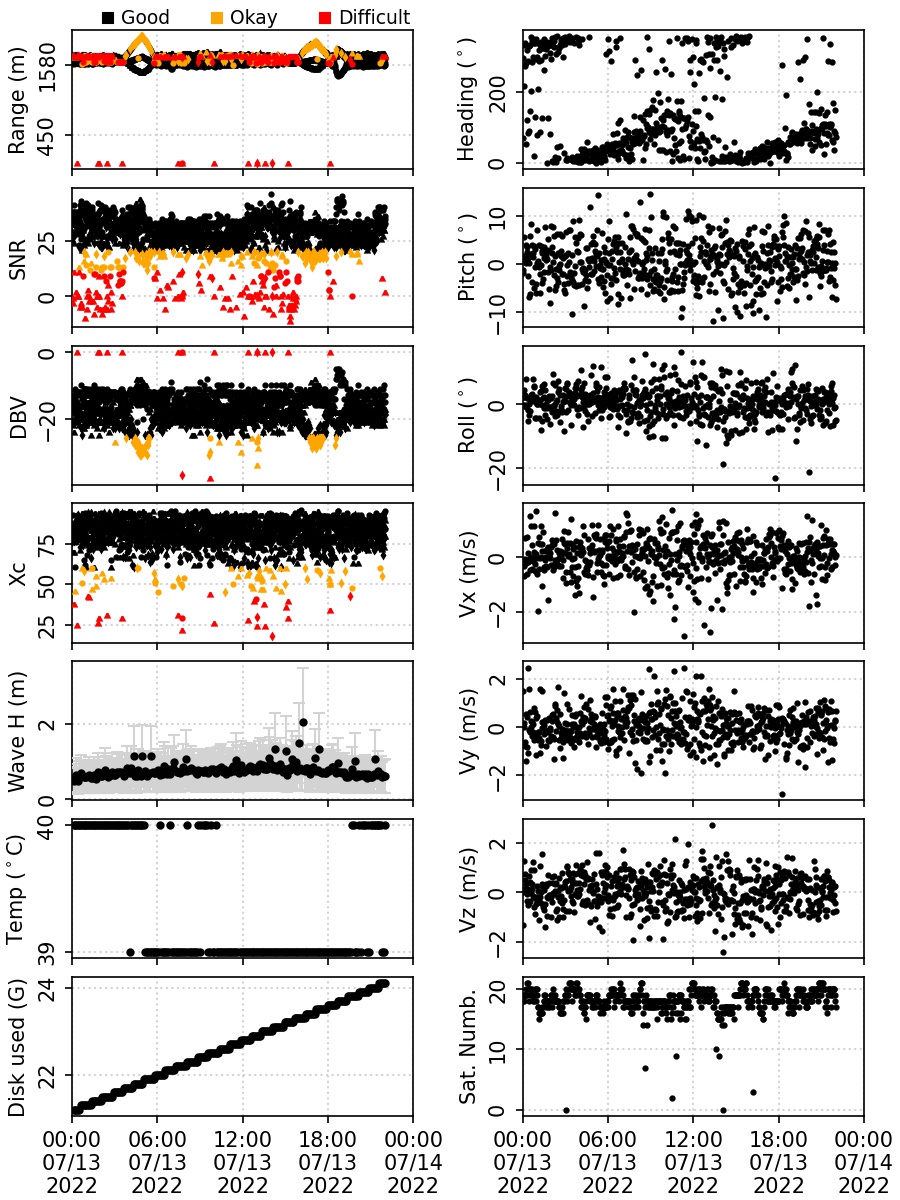 Good Okay Difficult
Range (m)
1580
450
Heading (°)
200
0
SNR
25
0
Pitch (°)
10
0
−10
DBV
0
−20
Roll (°)
0
−20
Xc
75
50
25
Vx (m/s)
0
−2
Wave H (m)
2
0
Vy (m/s)
2
0
−2
Temp (°C)
40
39
Vz (m/s)
2
0
−2
Disk used (G)
24
22
Sat. Numb.
20
10
0
00:00 06:00 12:00 18:00 00:00
07/13 07/13 07/13 07/13 07/14
2022 2022 2022 2022 2022
00:00 06:00 12:00 18:00 00:00
07/13 07/13 07/13 07/13 07/14
2022 2022 2022 2022 2022